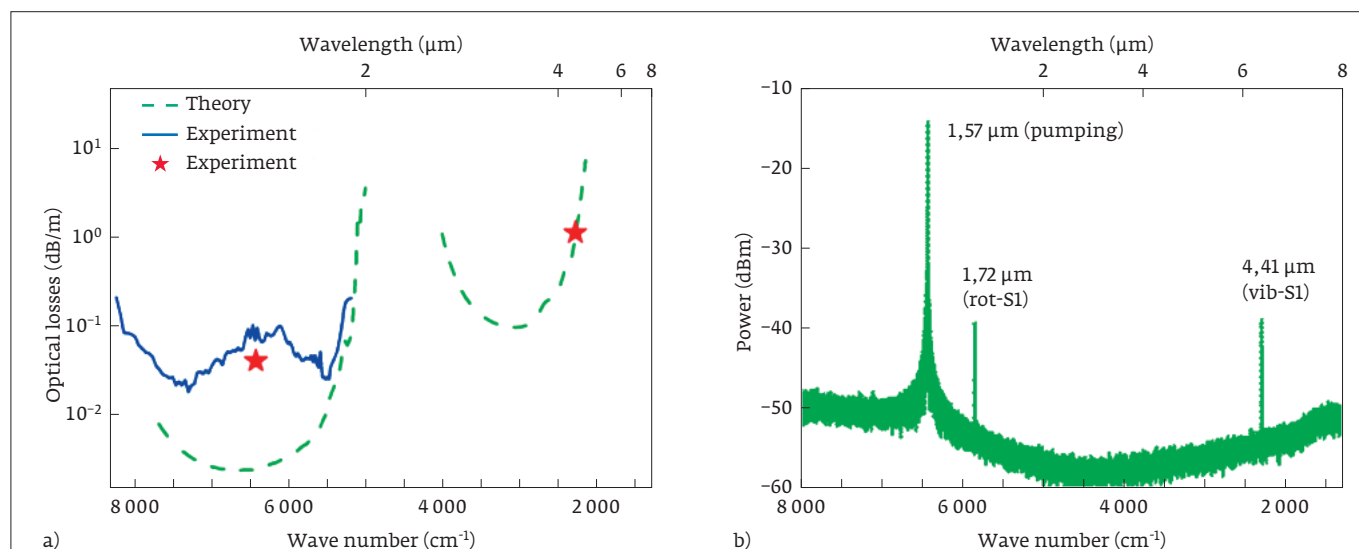 Wavelength (µm)
2 4 6 8
Theory
Experiment
Experiment
10¹
10⁰
10⁻¹
10⁻²
Optical losses (dB/m)
8 000 6 000 4 000 2 000
a)
Wave number (cm⁻¹)
Wavelength (µm)
2 4 6 8
−10
−20
−30
−40
−50
−60
Power (dBm)
1,57 µm (pumping)
1,72 µm
(rot-S1)
4,41 µm
(vib-S1)
8 000 6 000 4 000 2 000
b)
Wave number (cm⁻¹)